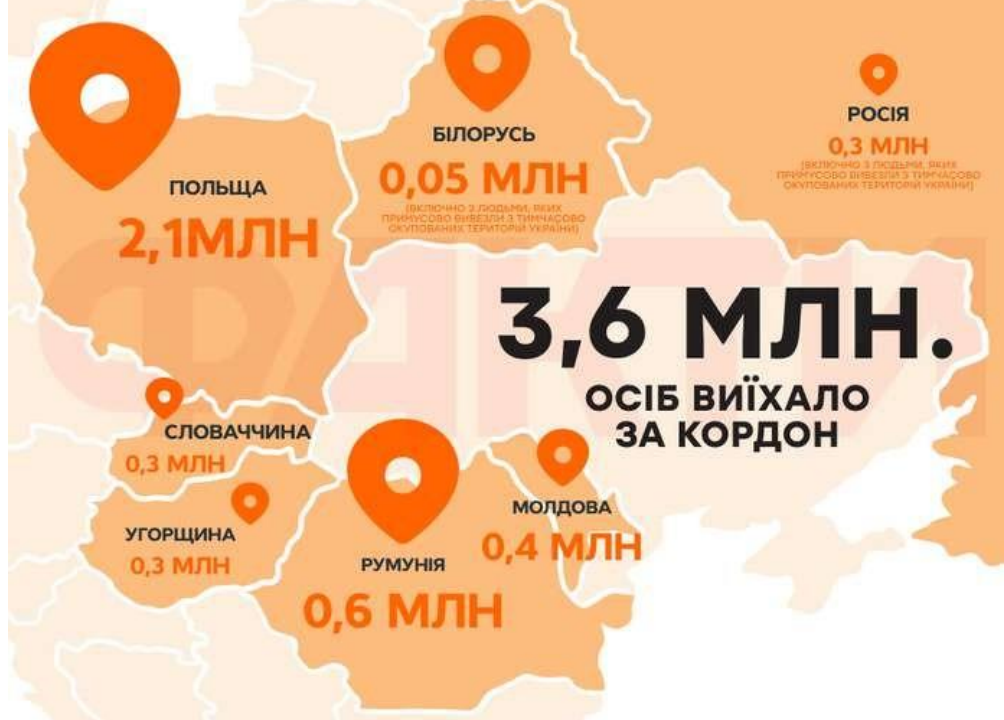 БІЛОРУСЬ
0,05 МЛН
(ВКЛЮЧНО З ЛЮДЬМИ, ЯКИХ
ПРИМУСОВО ВИВЕЗЛИ З ТИМЧАСОВО
ОКУПОВАНИХ ТЕРИТОРІЙ УКРАЇНИ)
РОСІЯ
0,3 МЛН
(ВКЛЮЧНО З ЛЮДЬМИ, ЯКИХ
ПРИМУСОВО ВИВЕЗЛИ З ТИМЧАСОВО
ОКУПОВАНИХ ТЕРИТОРІЙ УКРАЇНИ)
ПОЛЬЩА
2,1МЛН
ФАКТИ
3,6 МЛН.
ОСІБ ВИЇХАЛО
ЗА КОРДОН
СЛОВАЧЧИНА
0,3 МЛН
УГОРЩИНА
0,3 МЛН
РУМУНІЯ
0,6 МЛН
МОЛДОВА
0,4 МЛН